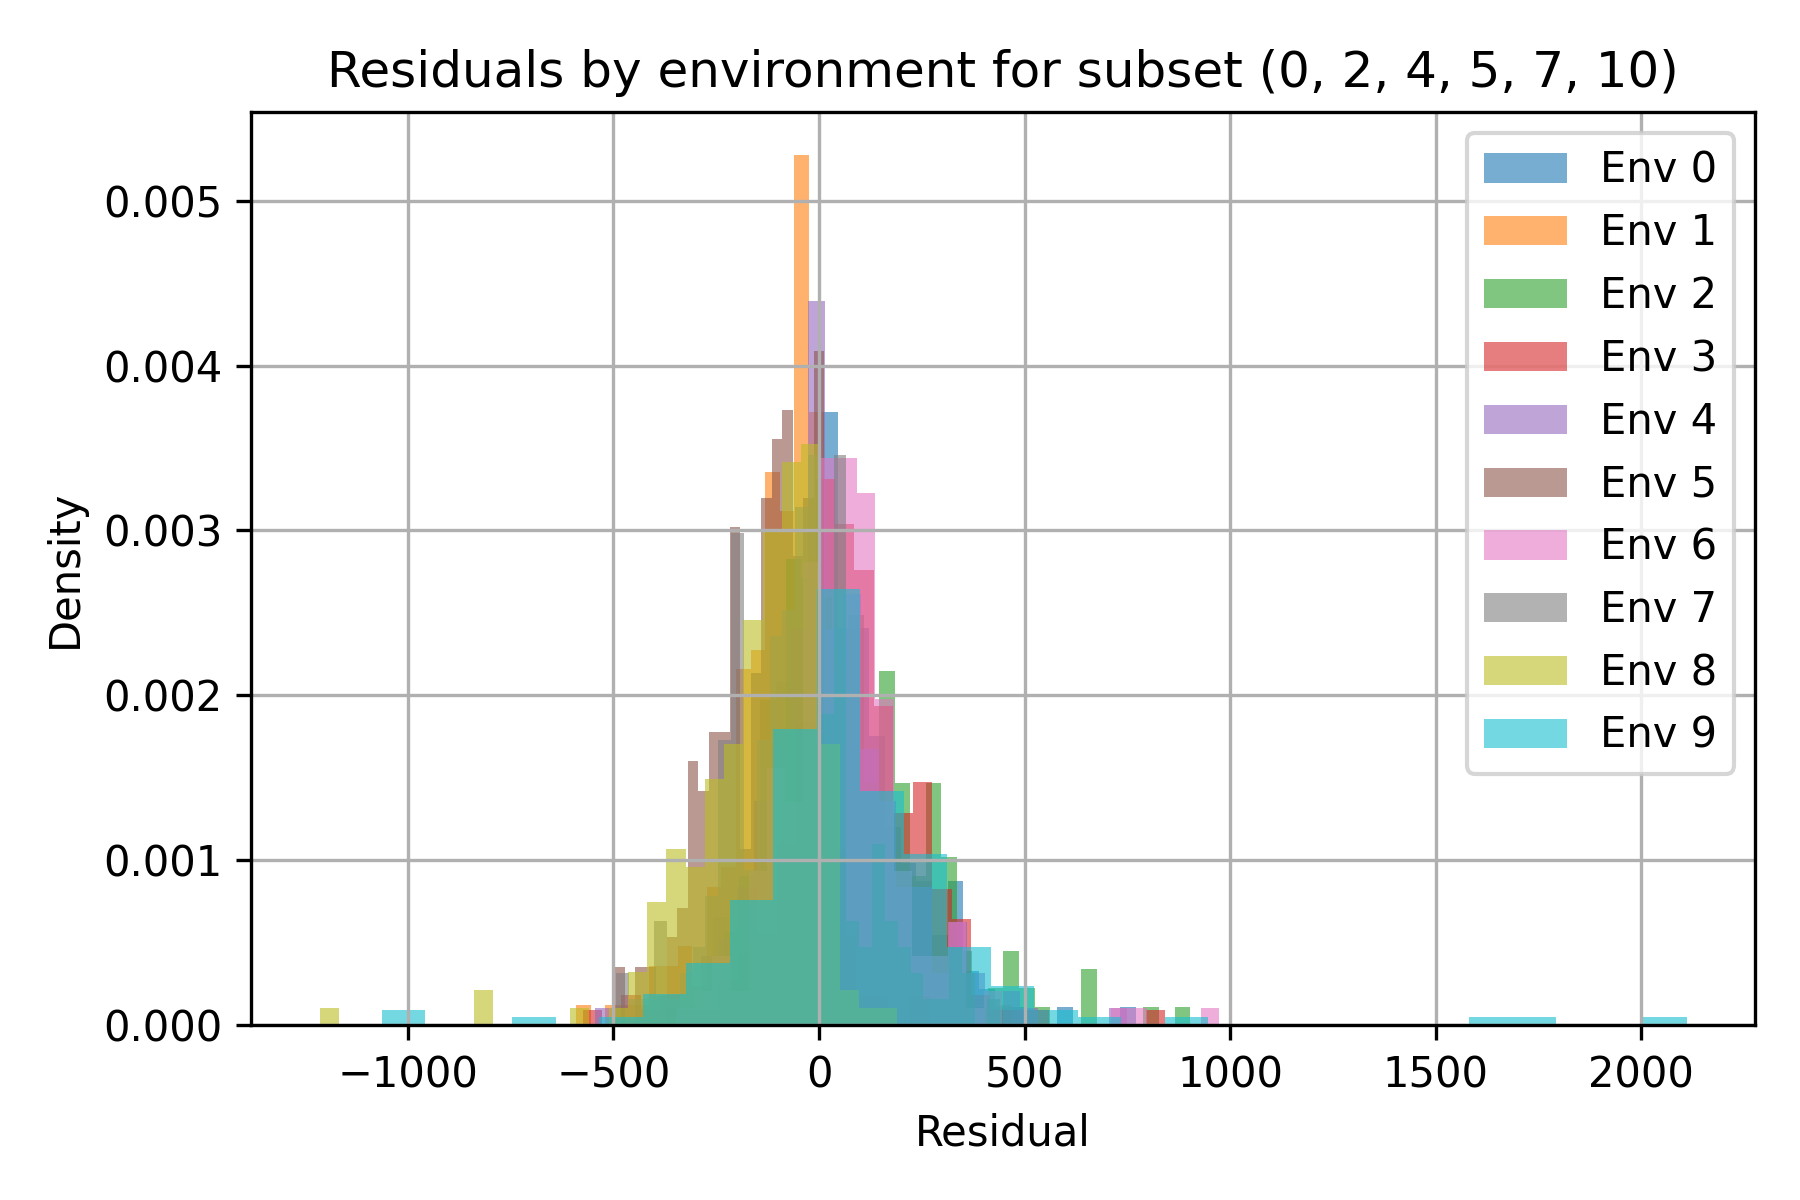 Residuals by environment for subset (0, 2, 4, 5, 7, 10)
Env 0
Env 1
Env 2
Env 3
Env 4
Env 5
Env 6
Env 7
Env 8
Env 9
0.005
0.004
0.003
0.002
0.001
0.000
Density
−1000 −500 0 500 1000 1500 2000
Residual